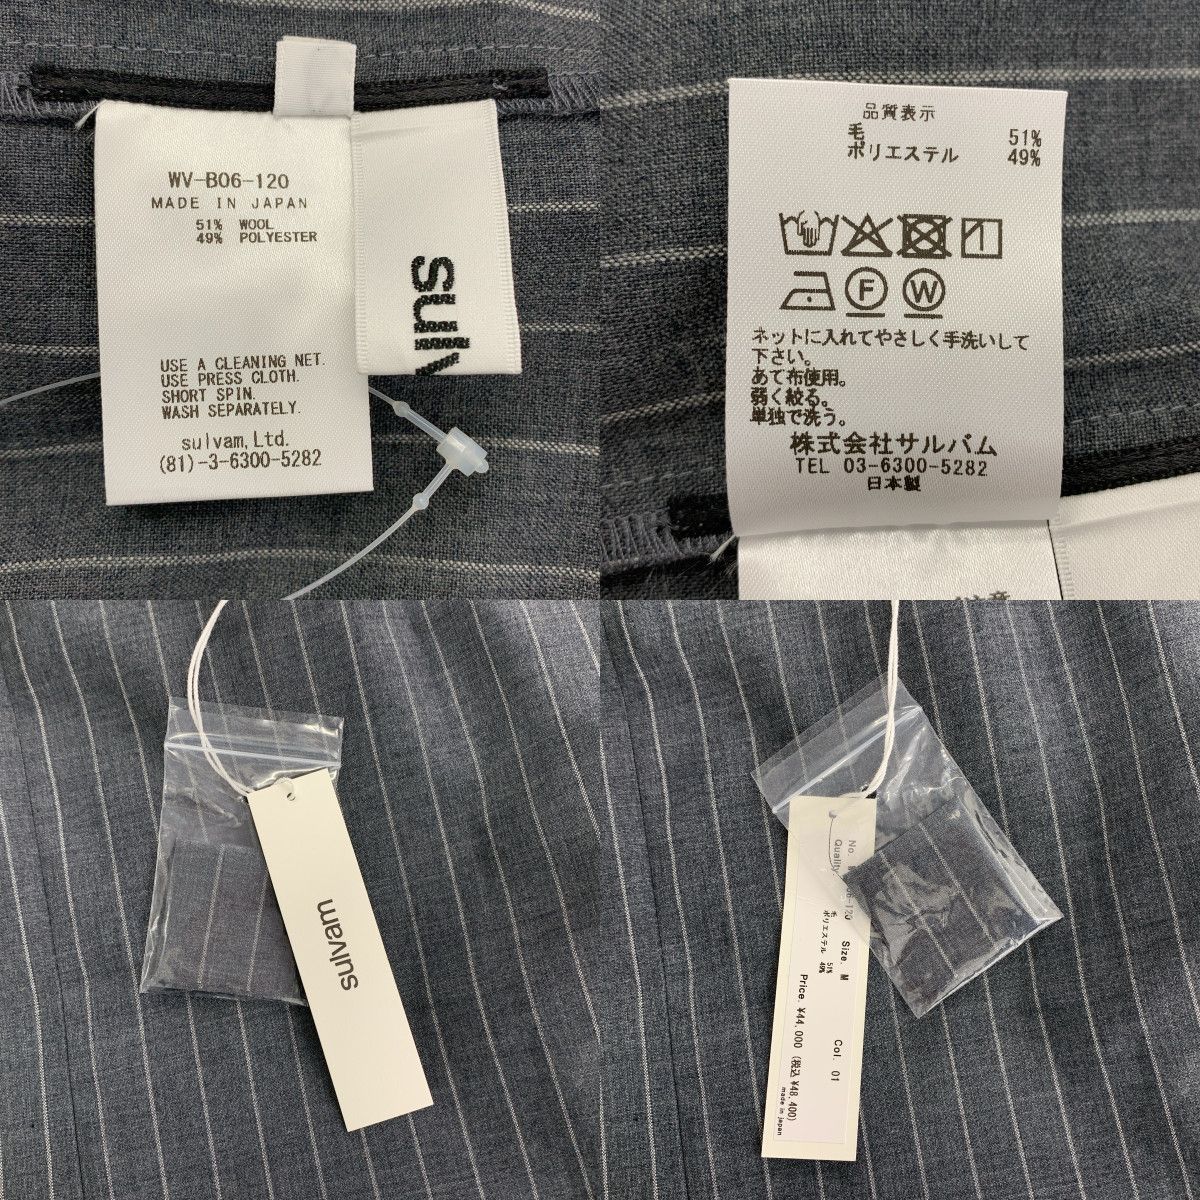 WV-B06-120
MADE IN JAPAN
51% WOOL
49% POLYESTER
USE A CLEANING NET.
USE PRESS CLOTH.
SHORT SPIN.
WASH SEPARATELY.
sulvam, Ltd.
(81)-3-6300-5282
sulv
品質表示
毛 51%
ポリエステル 49%
1
F W
ネットに入れてやさしく手洗いして
下さい。
あて布使用。
弱く絞る。
単独で洗う。
株式会社サルバム
TEL 03-6300-5282
日本製
sulvam
No.
-120 Size. M Col. 01
Quality.
毛 51%
ポリエステル 49%
Price. ¥44,000 (税込 ¥48,400)
made in japan